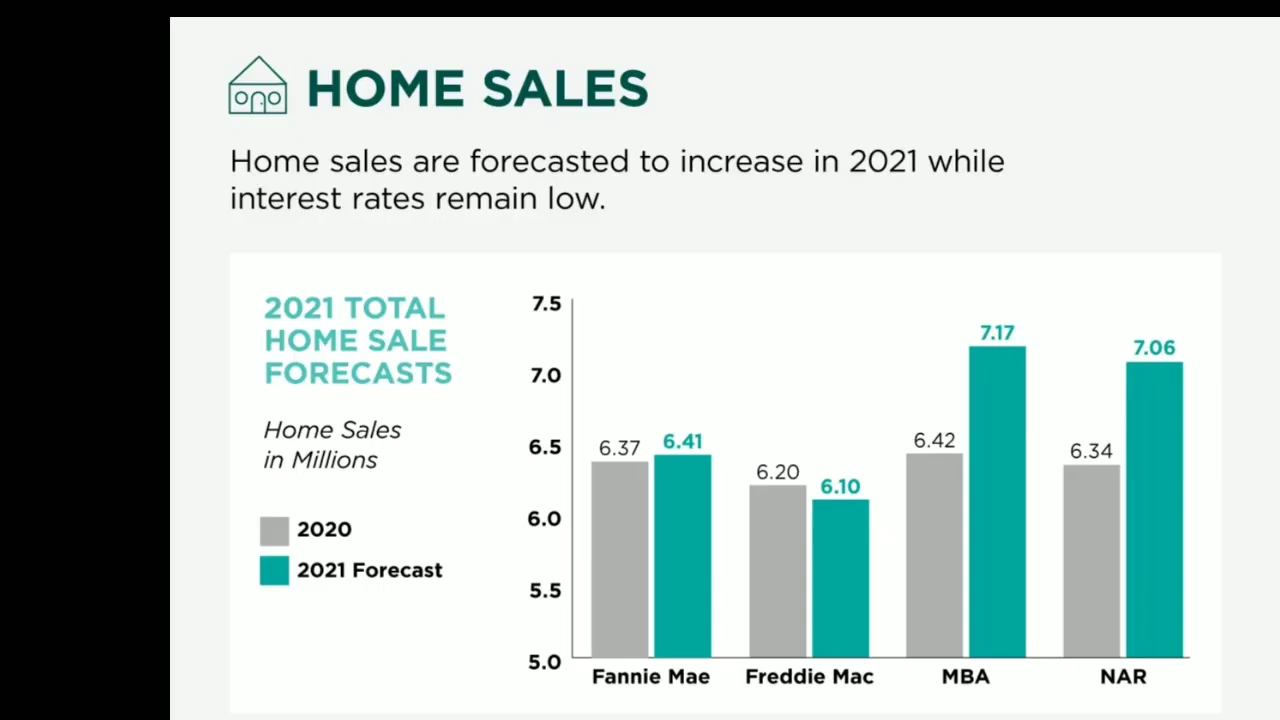 HOME SALES
Home sales are forecasted to increase in 2021 while
interest rates remain low.
2021 TOTAL
HOME SALE
FORECASTS
Home Sales
in Millions
2020
2021 Forecast
7.5
7.0
6.5
6.0
5.5
5.0
6.37
6.41
6.20
6.10
6.42
7.17
6.34
7.06
Fannie Mae
Freddie Mac
MBA
NAR